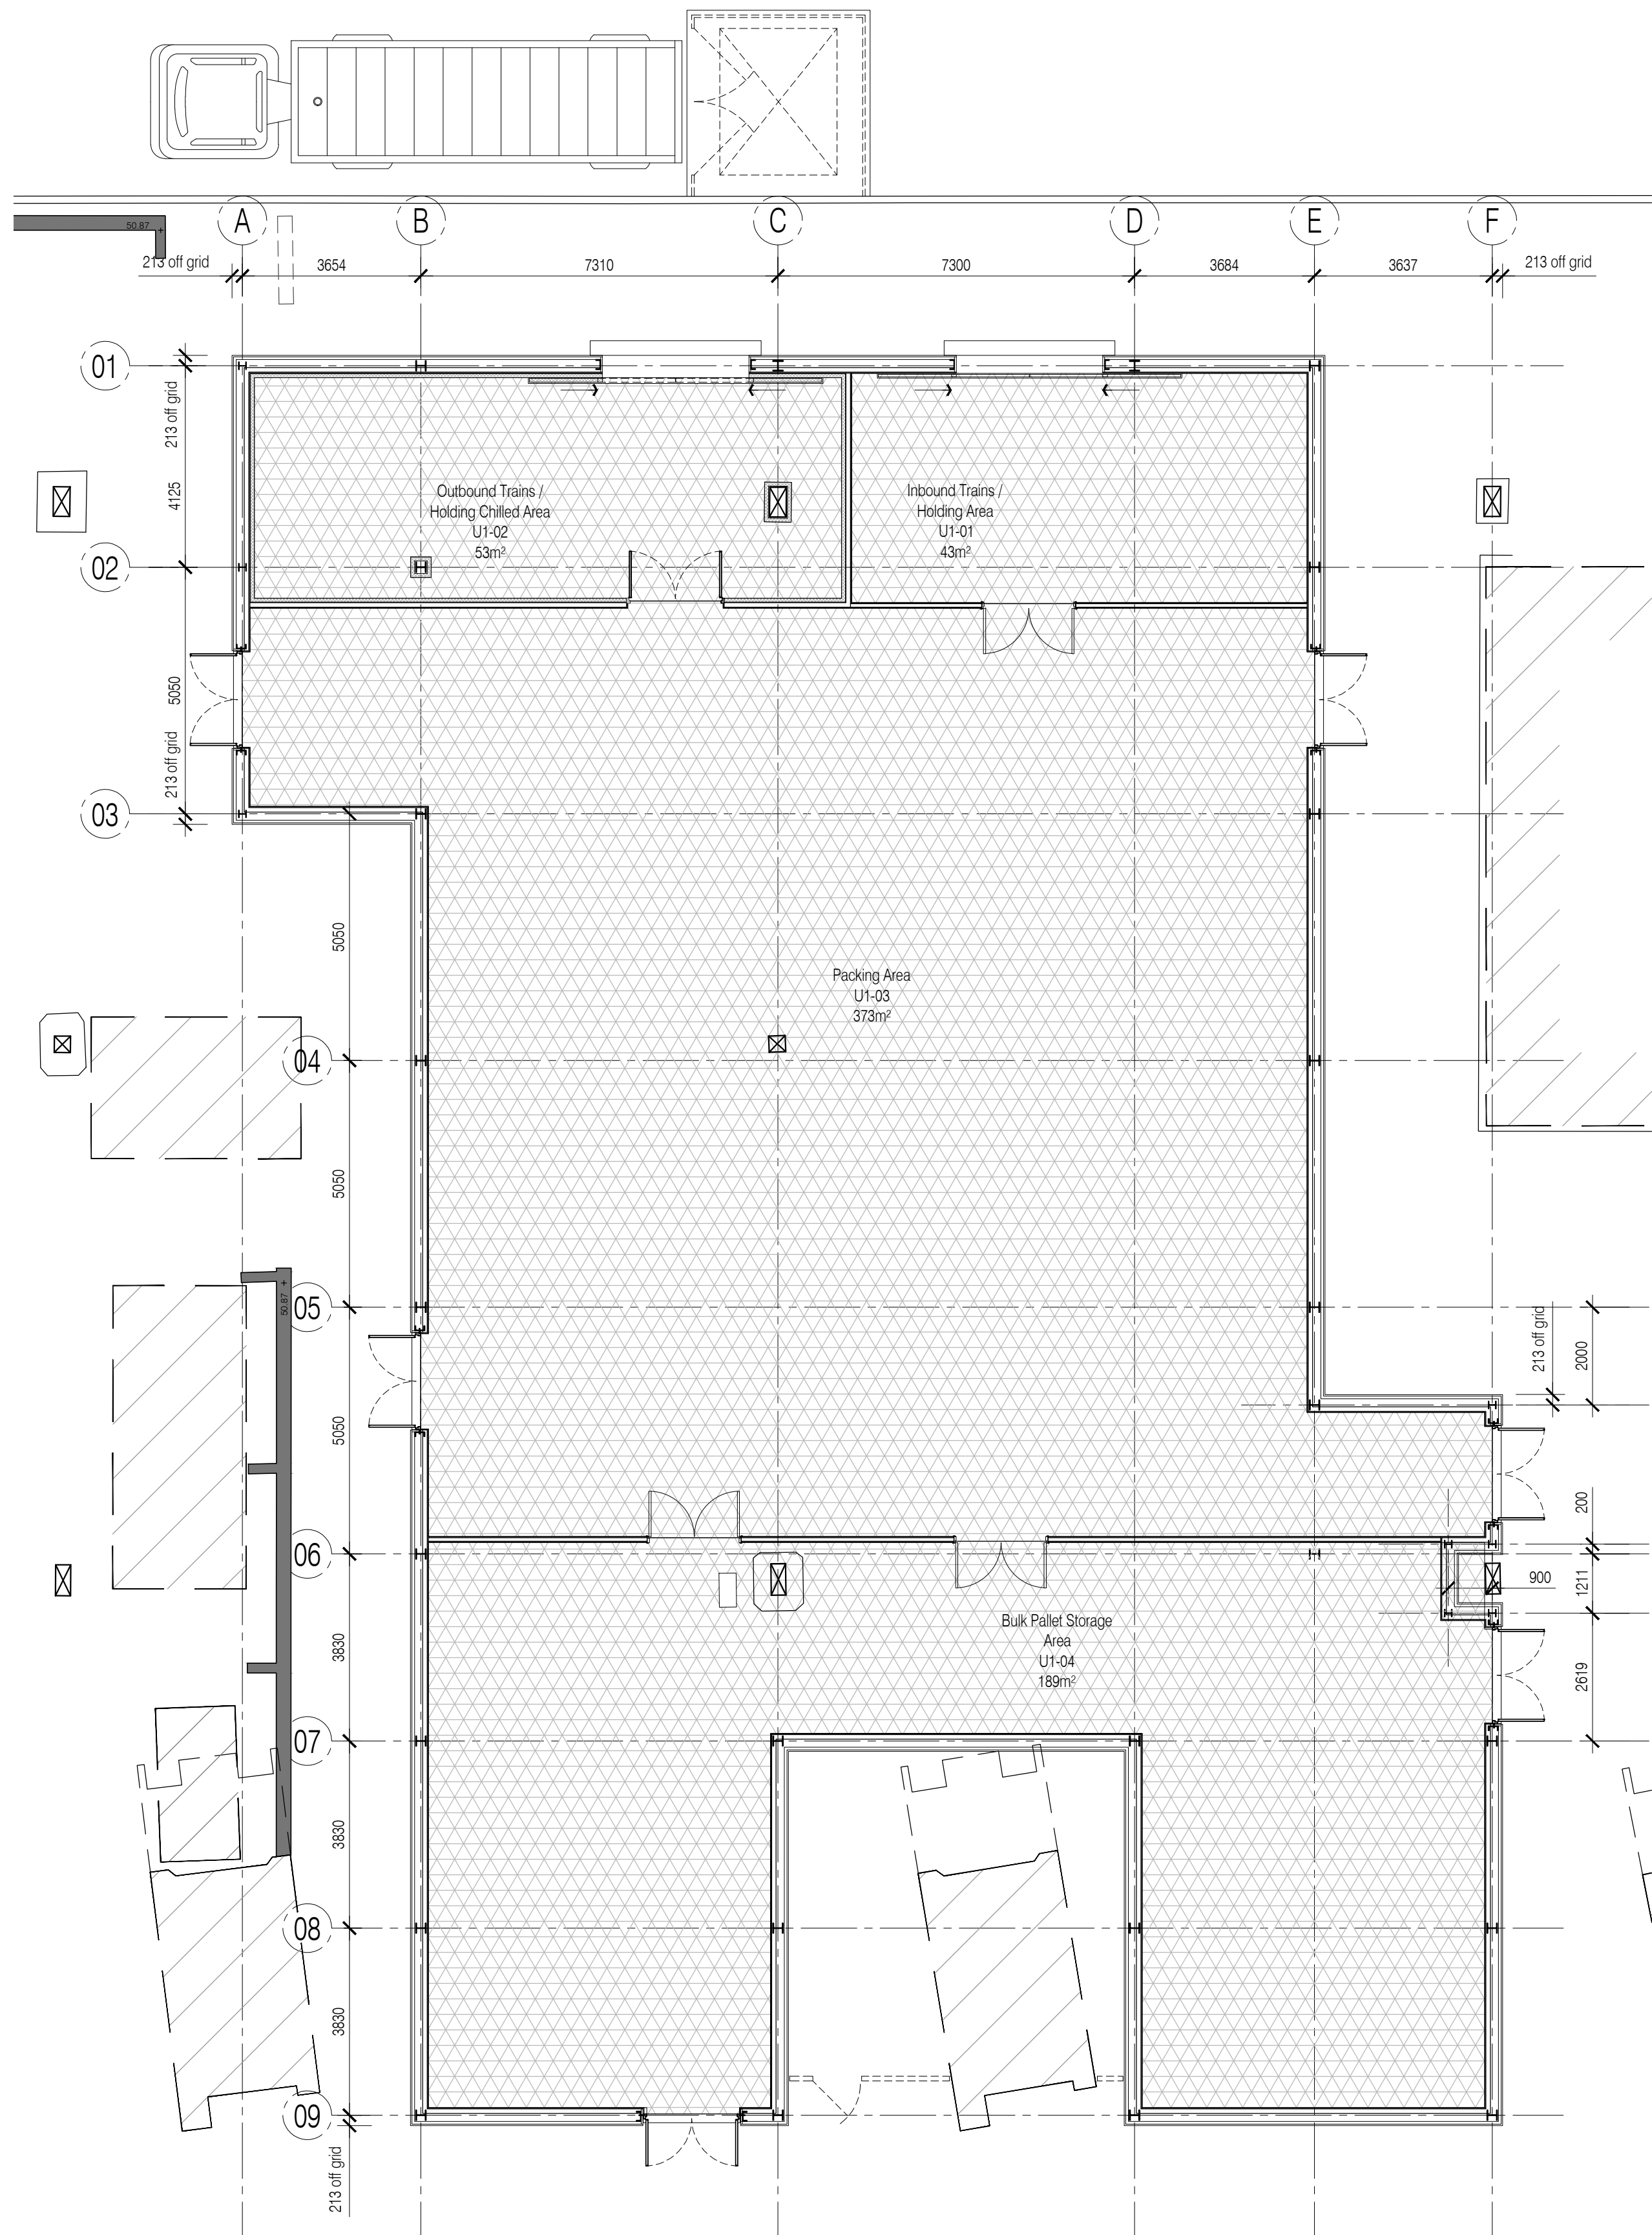 A
B
C
D
E
F
50.87
213 off grid
3654
7310
7300
3684
3637
213 off grid
01
213 off grid
4125
Outbound Trains /
Holding Chilled Area
U1-02
53m²
Inbound Trains /
Holding Area
U1-01
43m²
02
5050
213 off grid
03
5050
Packing Area
U1-03
373m²
04
5050
50.87
05
213 off grid
2000
5050
200
06
900
1211
Bulk Pallet Storage
Area
U1-04
189m²
3830
2619
07
3830
08
3830
09
213 off grid